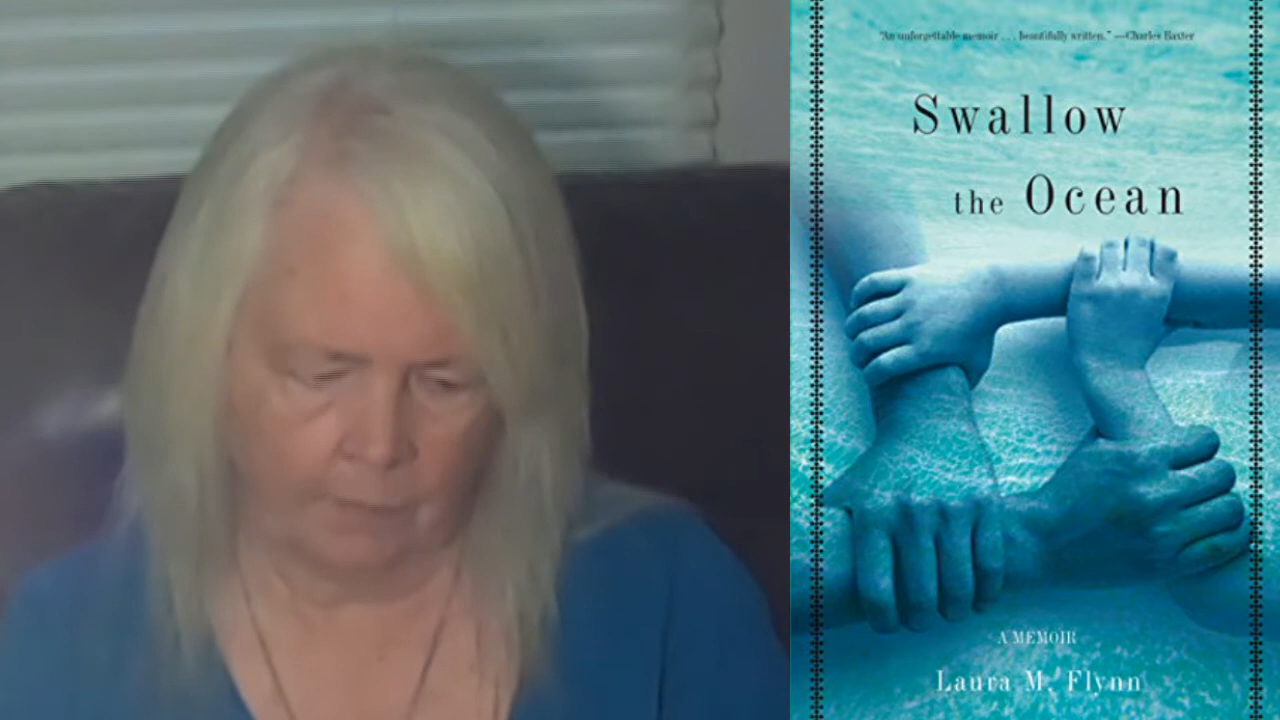 "An unforgettable memoir . . . beautifully written." —Charles Baxter
Swallow
the Ocean
A MEMOIR
Laura M. Flynn